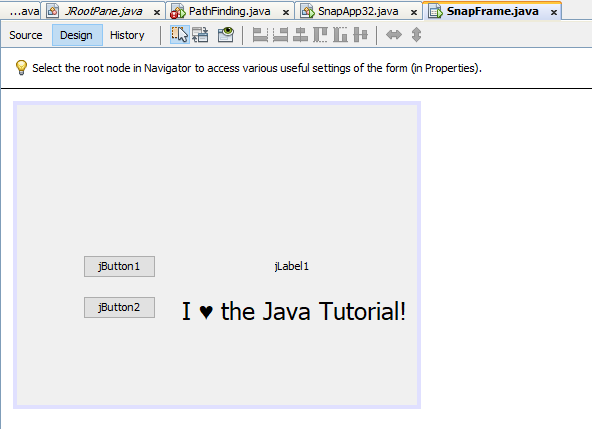 ...ava JRootPane.java x PathFinding.java x SnapApp32.java x SnapFrame.java x
Source Design History
Select the root node in Navigator to access various useful settings of the form (in Properties).
jButton1 jLabel1
jButton2 I ♥ the Java Tutorial!